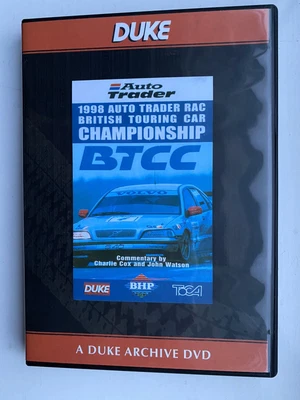 DUKE
Auto
Trader
1998 AUTO TRADER RAC
BRITISH TOURING CAR
CHAMPIONSHIP
BTCC
VOLVO
Commentary by
Charlie Cox and John Watson
DUKE
BHP
TOCA
A DUKE ARCHIVE DVD